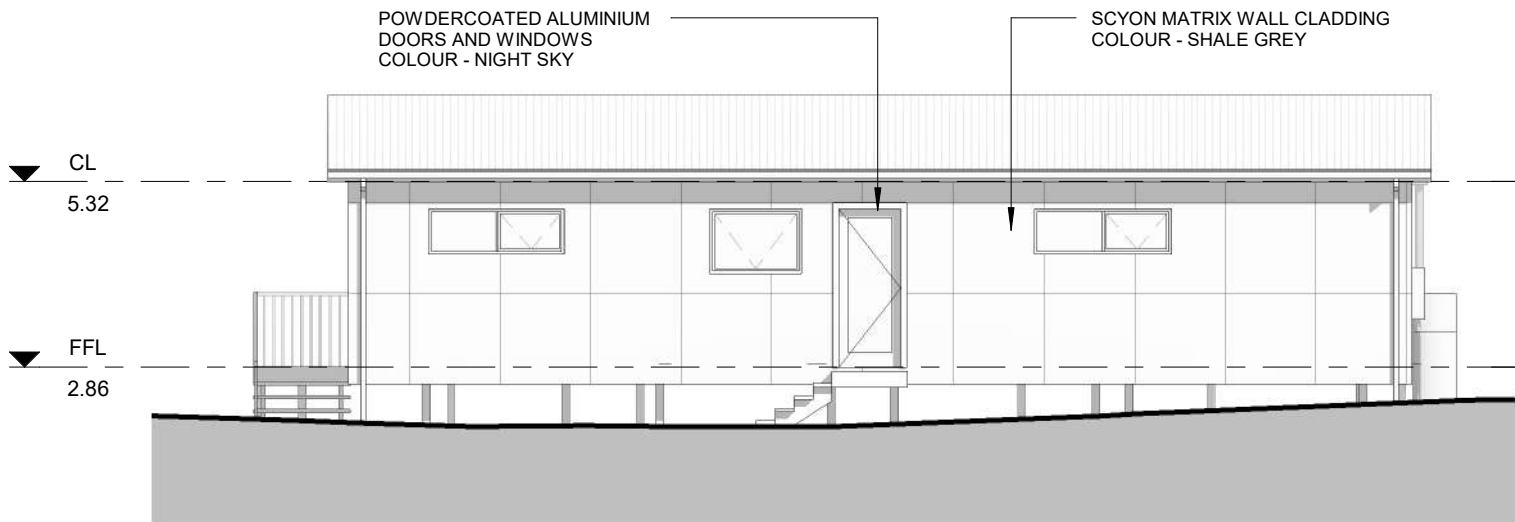 POWDERCOATED ALUMINIUM
DOORS AND WINDOWS
COLOUR - NIGHT SKY
SCYON MATRIX WALL CLADDING
COLOUR - SHALE GREY
CL
5.32
FFL
2.86